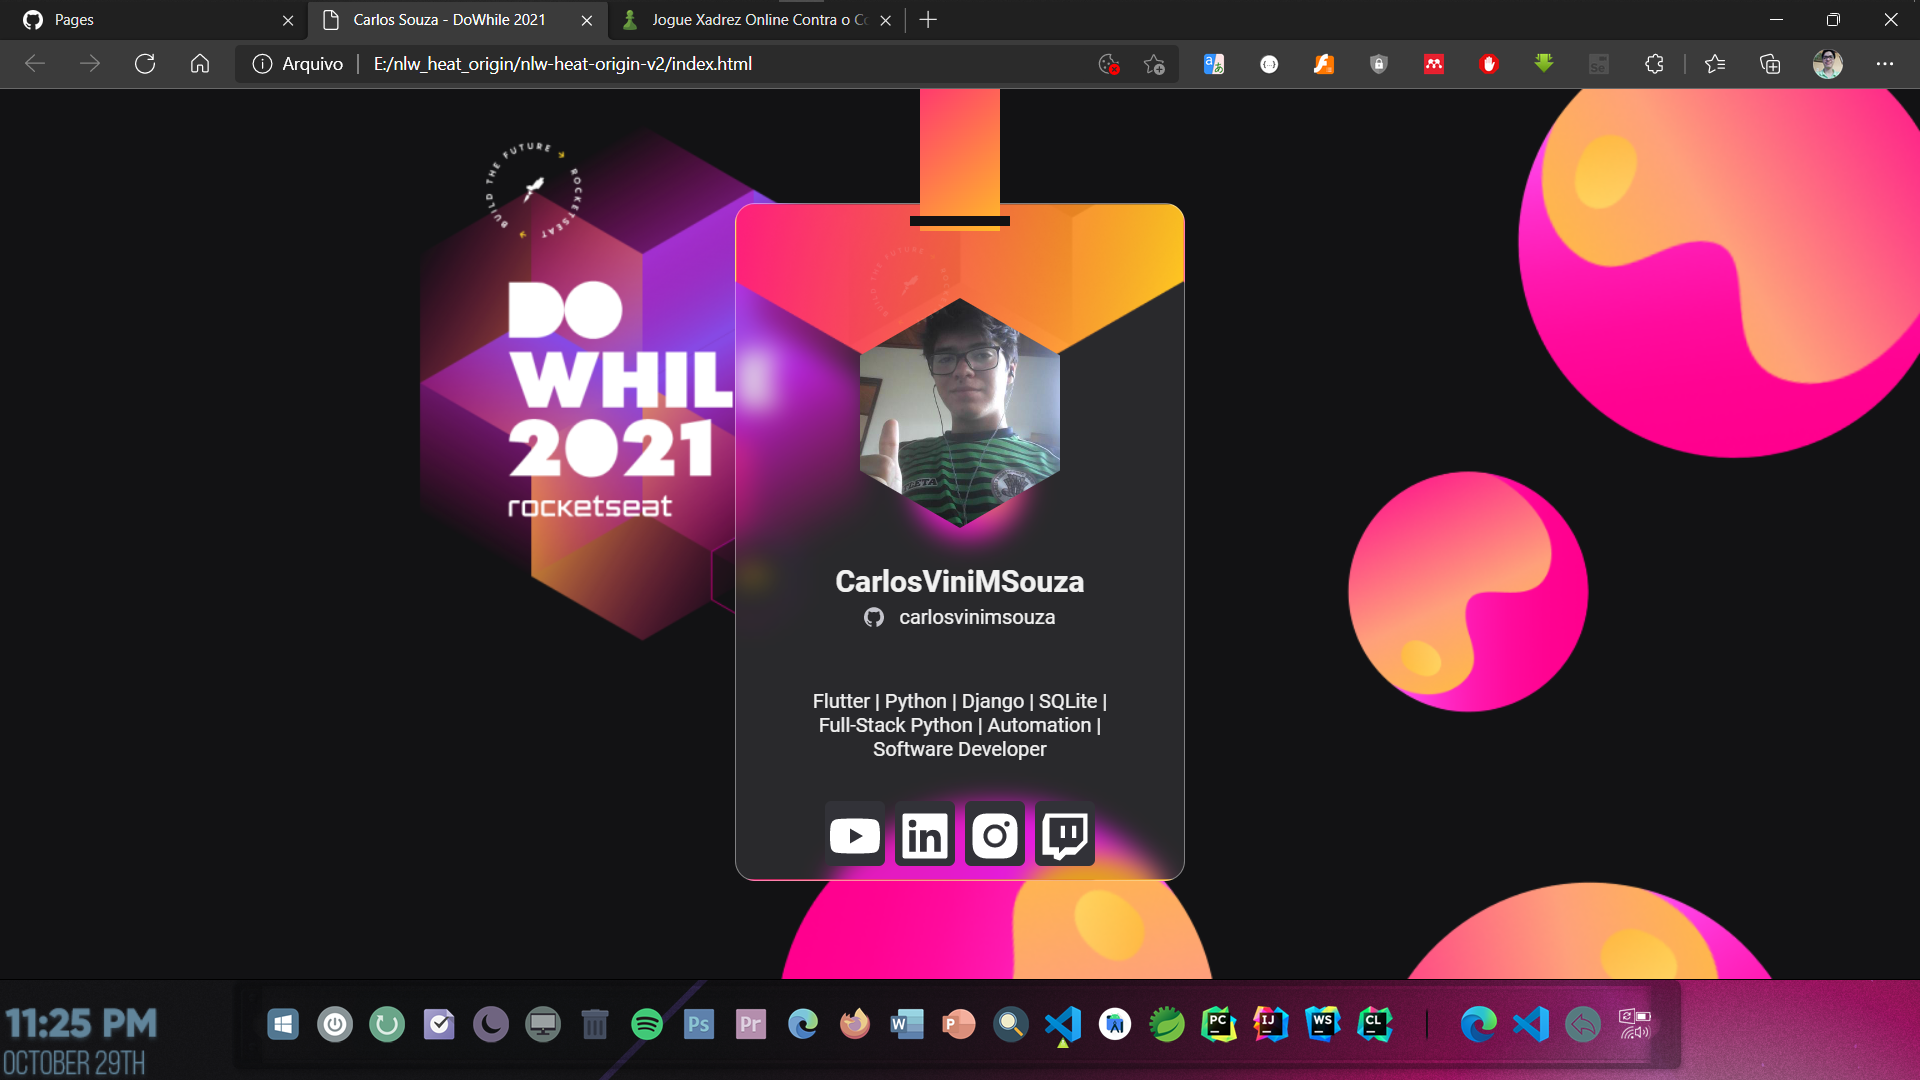 Pages
Carlos Souza - DoWhile 2021
Jogue Xadrez Online Contra o Co
Arquivo
E:/nlw_heat_origin/nlw-heat-origin-v2/index.html
BUILD THE FUTURE
ROCKETSEAT
DO
WHIL
2021
rocketseat
CarlosViniMSouza
carlosvinimsouza
Flutter | Python | Django | SQLite |
Full-Stack Python | Automation |
Software Developer
in
11:25 PM
OCTOBER 29TH
Ps
Pr
W
P
PC
IJ
WS
CL